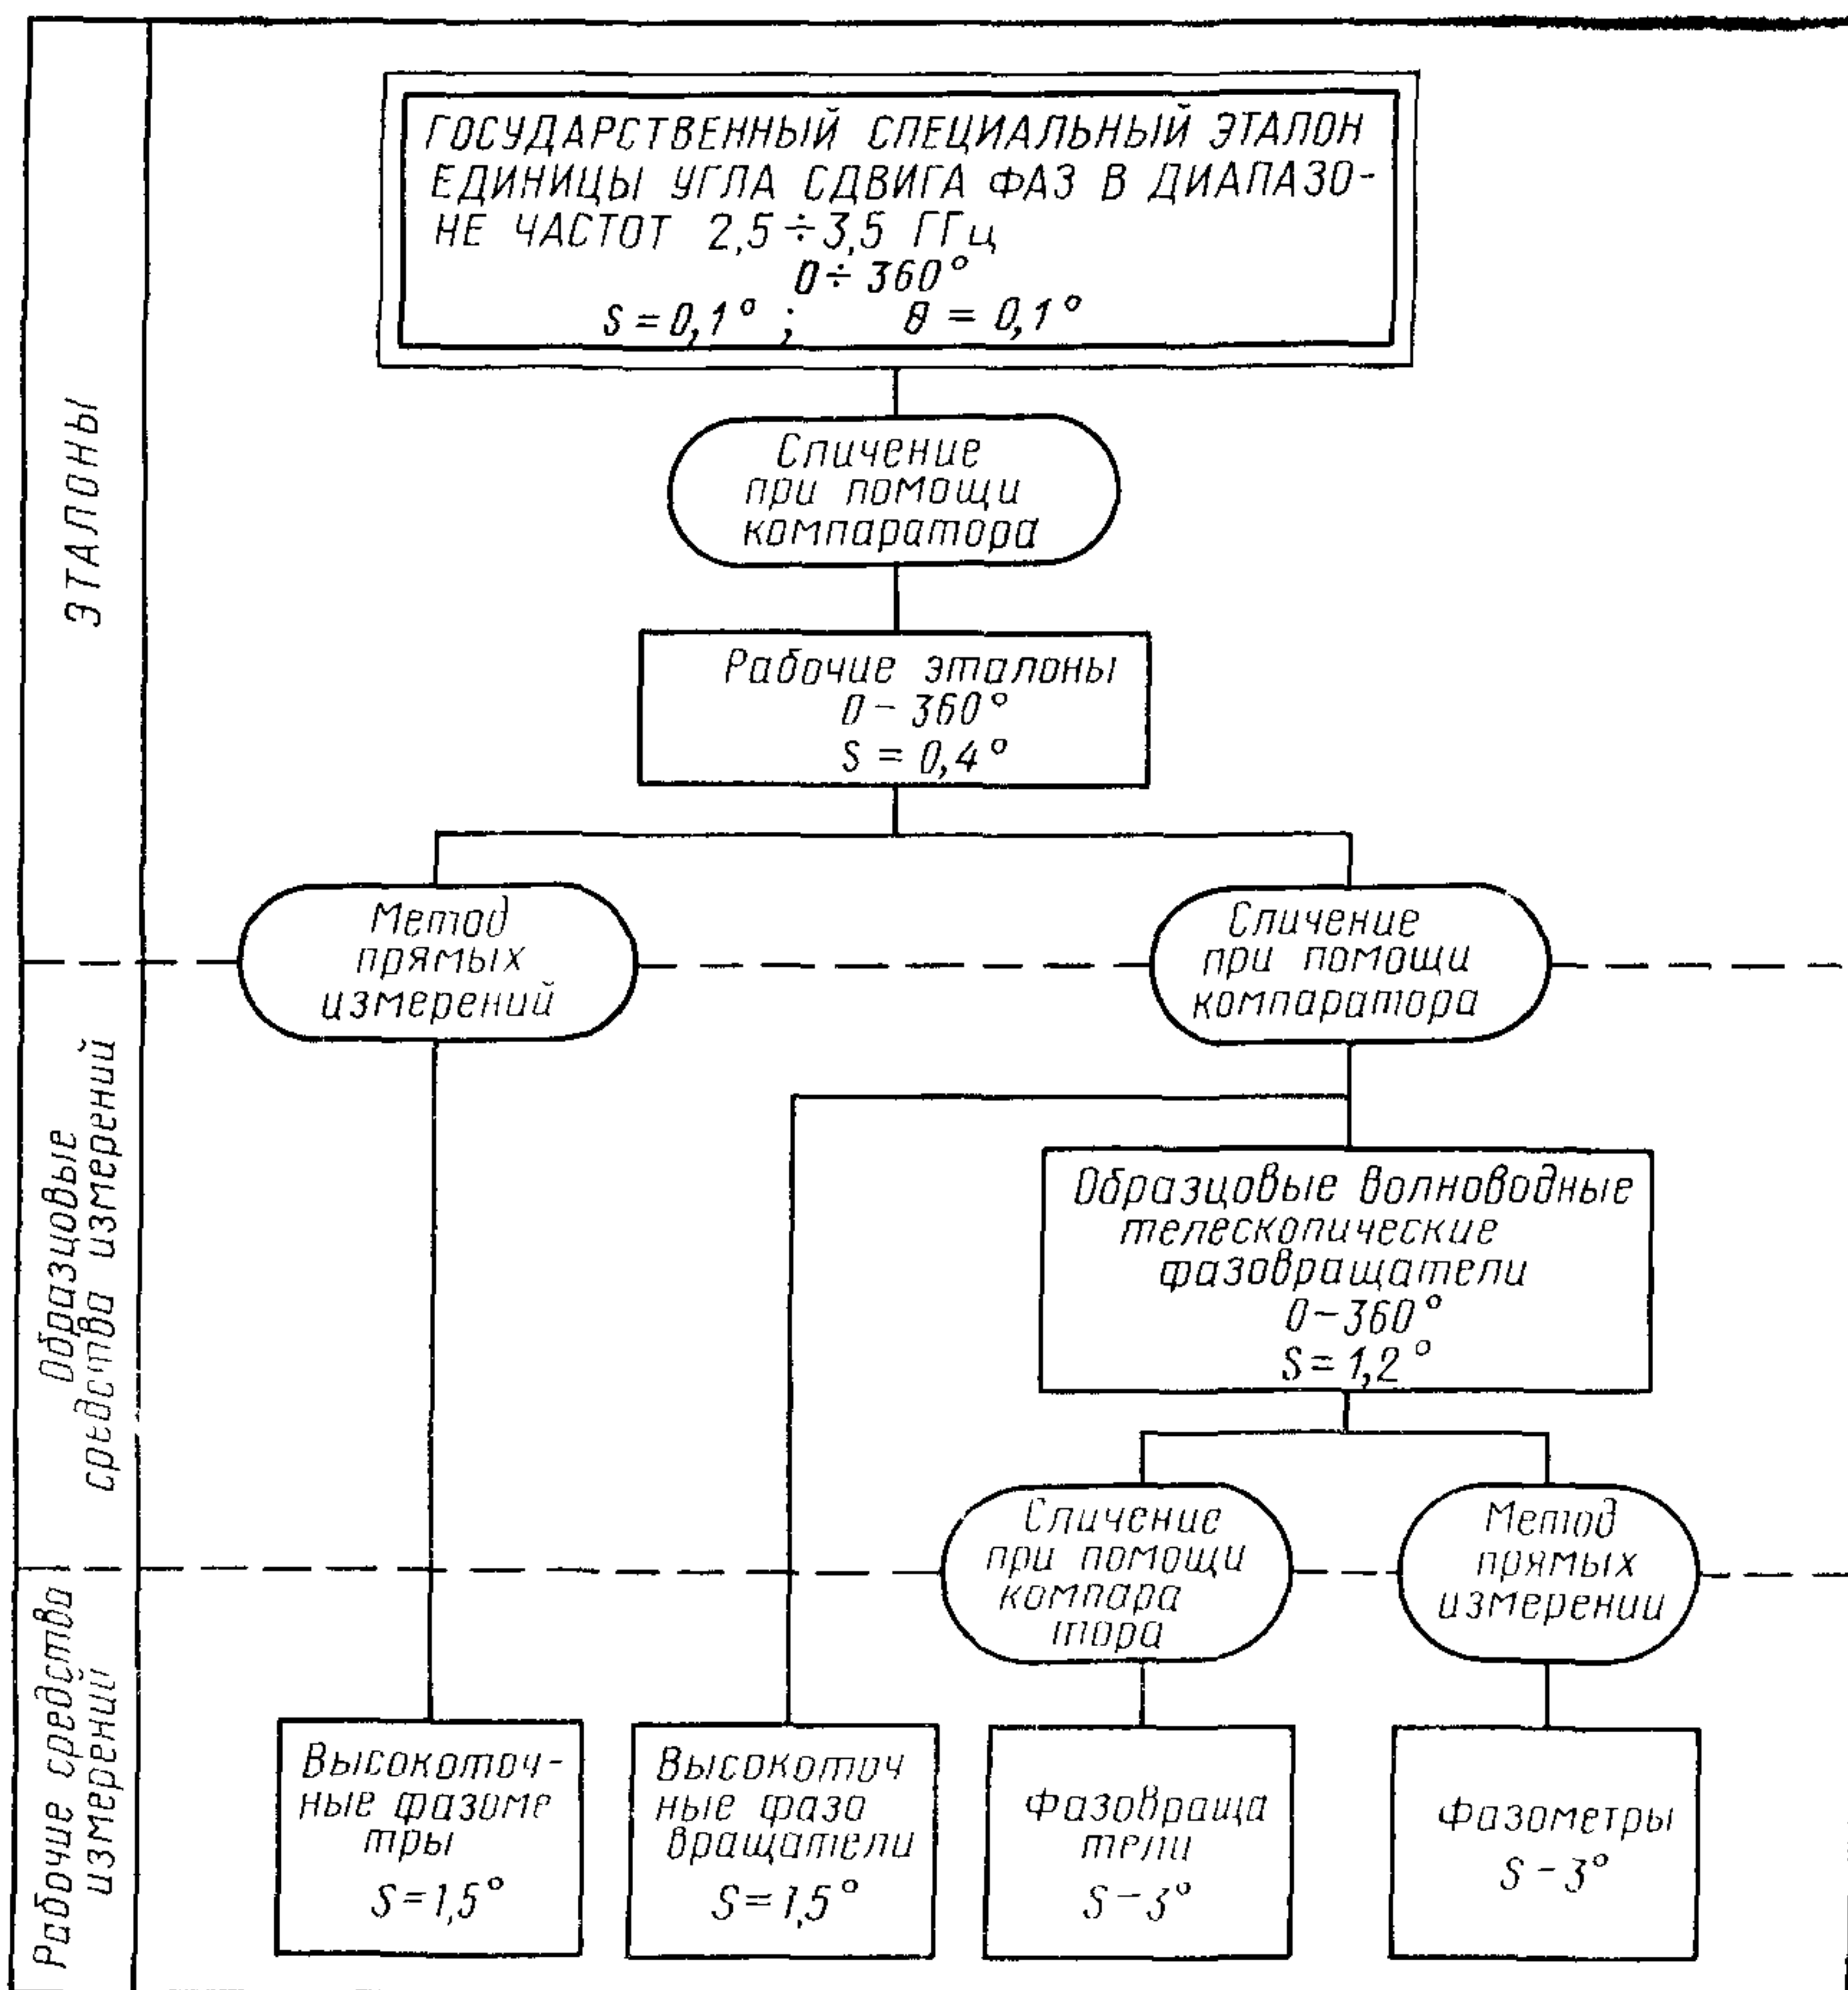 ЭТАЛОНЫ
ГОСУДАРСТВЕННЫЙ СПЕЦИАЛЬНЫЙ ЭТАЛОН
ЕДИНИЦЫ УГЛА СДВИГА ФАЗ В ДИАПАЗО-
НЕ ЧАСТОТ 2,5÷3,5 ГГц
0÷360°
S=0,1°; θ = 0,1°
Сличение
при помощи
компаратора
Рабочие эталоны
0-360°
S = 0,4°
Метод
прямых
измерений
Сличение
при помощи
компаратора
Образцовые
средства измерений
Образцовые волноводные
телескопические
фазовращатели
0-360°
S=1,2°
Сличение
при помощи
компара
тора
Метод
прямых
измерении
Рабочие средства
измерений
Высокоточ-
ные фазоме
тры
S=1,5°
Высокоточ
ные фазо
вращатели
S=1,5°
Фазовраща
тели
S-3°
Фазометры
S-3°